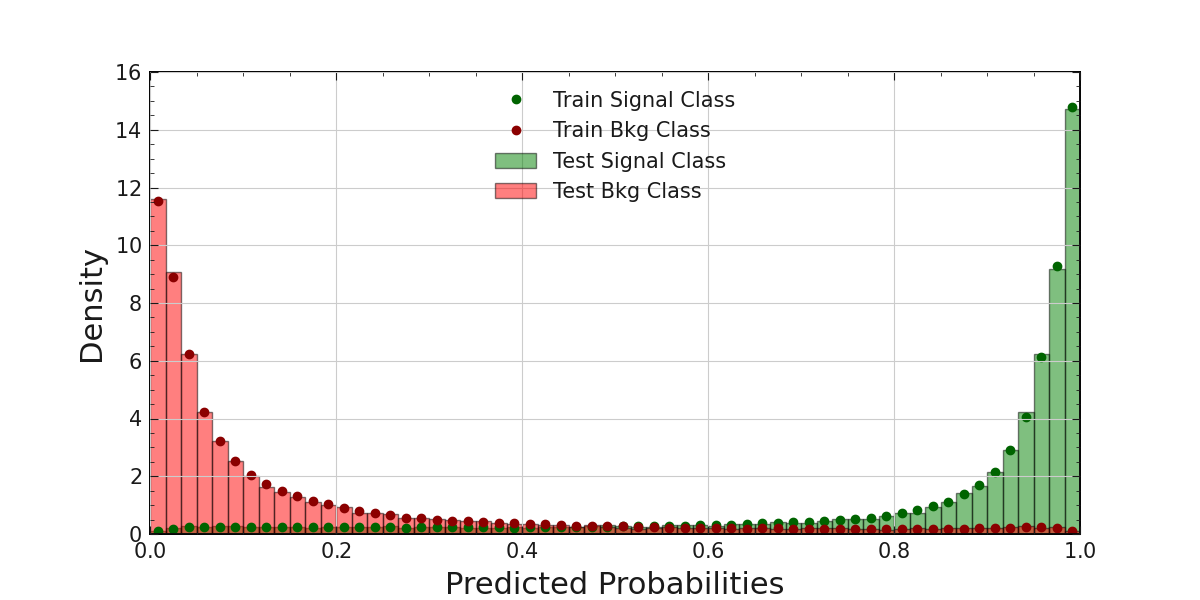 16
14
12
10
8
6
4
2
0
Density
Train Signal Class
Train Bkg Class
Test Signal Class
Test Bkg Class
0.0 0.2 0.4 0.6 0.8 1.0
Predicted Probabilities